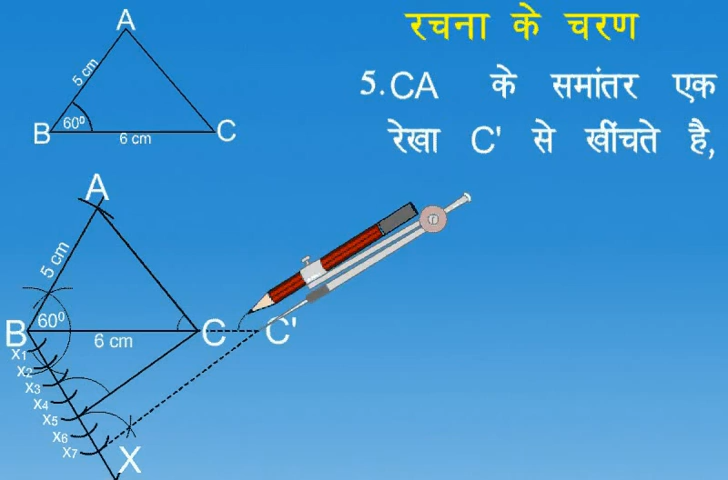 रचना के चरण
5. CA के समांतर एक
रेखा C' से खींचते है,
A
5 cm
B
60⁰
6 cm
C
A
5 cm
B
60⁰
6 cm
C
C'
X1
X2
X3
X4
X5
X6
X7
X